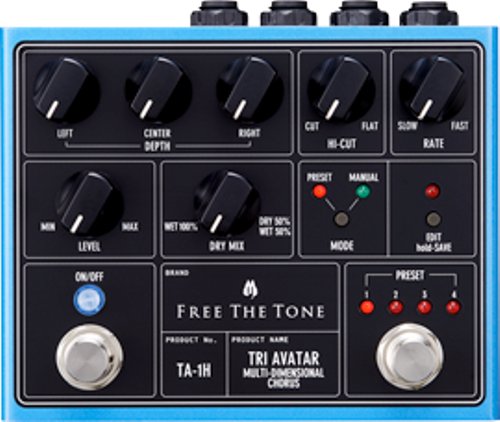 LEFT CENTER RIGHT
DEPTH
CUT FLAT
HI-CUT
SLOW FAST
RATE
MIN MAX
LEVEL
WET 100% DRY 50%
WET 50%
DRY MIX
PRESET MANUAL
MODE
EDIT
hold-SAVE
ON/OFF
BRAND
FREE THE TONE
PRODUCT No.
TA-1H
PRODUCT NAME
TRI AVATAR
MULTI-DIMENSIONAL
CHORUS
PRESET
1 2 3 4